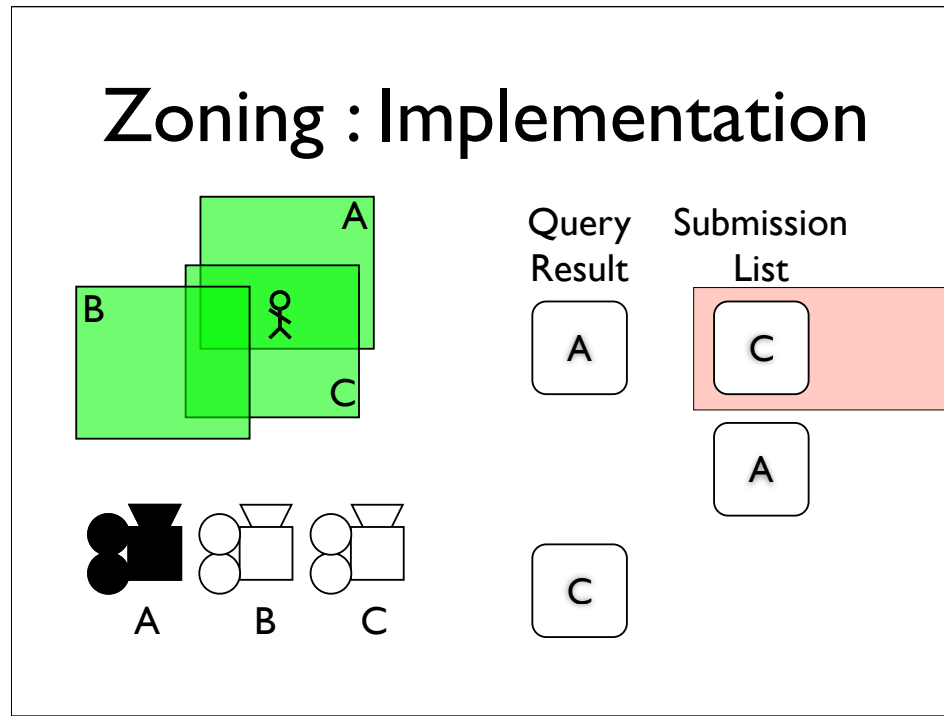 Zoning : Implementation
A
B
C
Query
Result
Submission
List
A
C
A
C
A
B
C